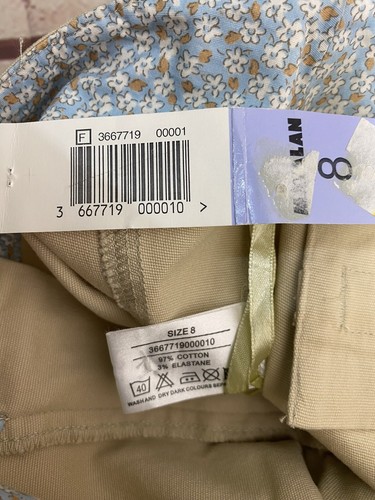 F 3667719 00001
3 667719 000010 >
8
SIZE 8
3667719000010
97% COTTON
3% ELASTANE
40
WASH AND DRY DARK COLOURS